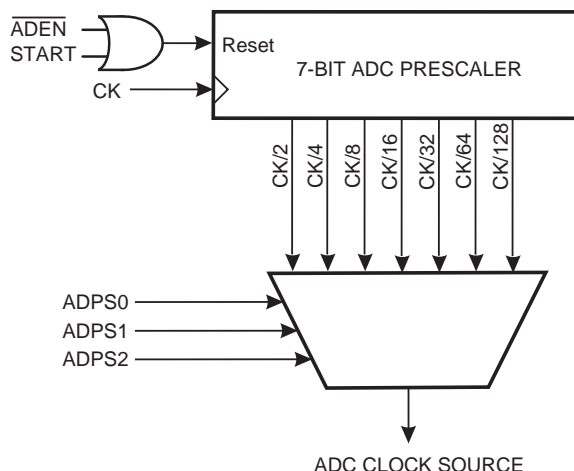 ADEN
START
Reset
7-BIT ADC PRESCALER
CK
CK/2
CK/4
CK/8
CK/16
CK/32
CK/64
CK/128
ADPS0
ADPS1
ADPS2
ADC CLOCK SOURCE